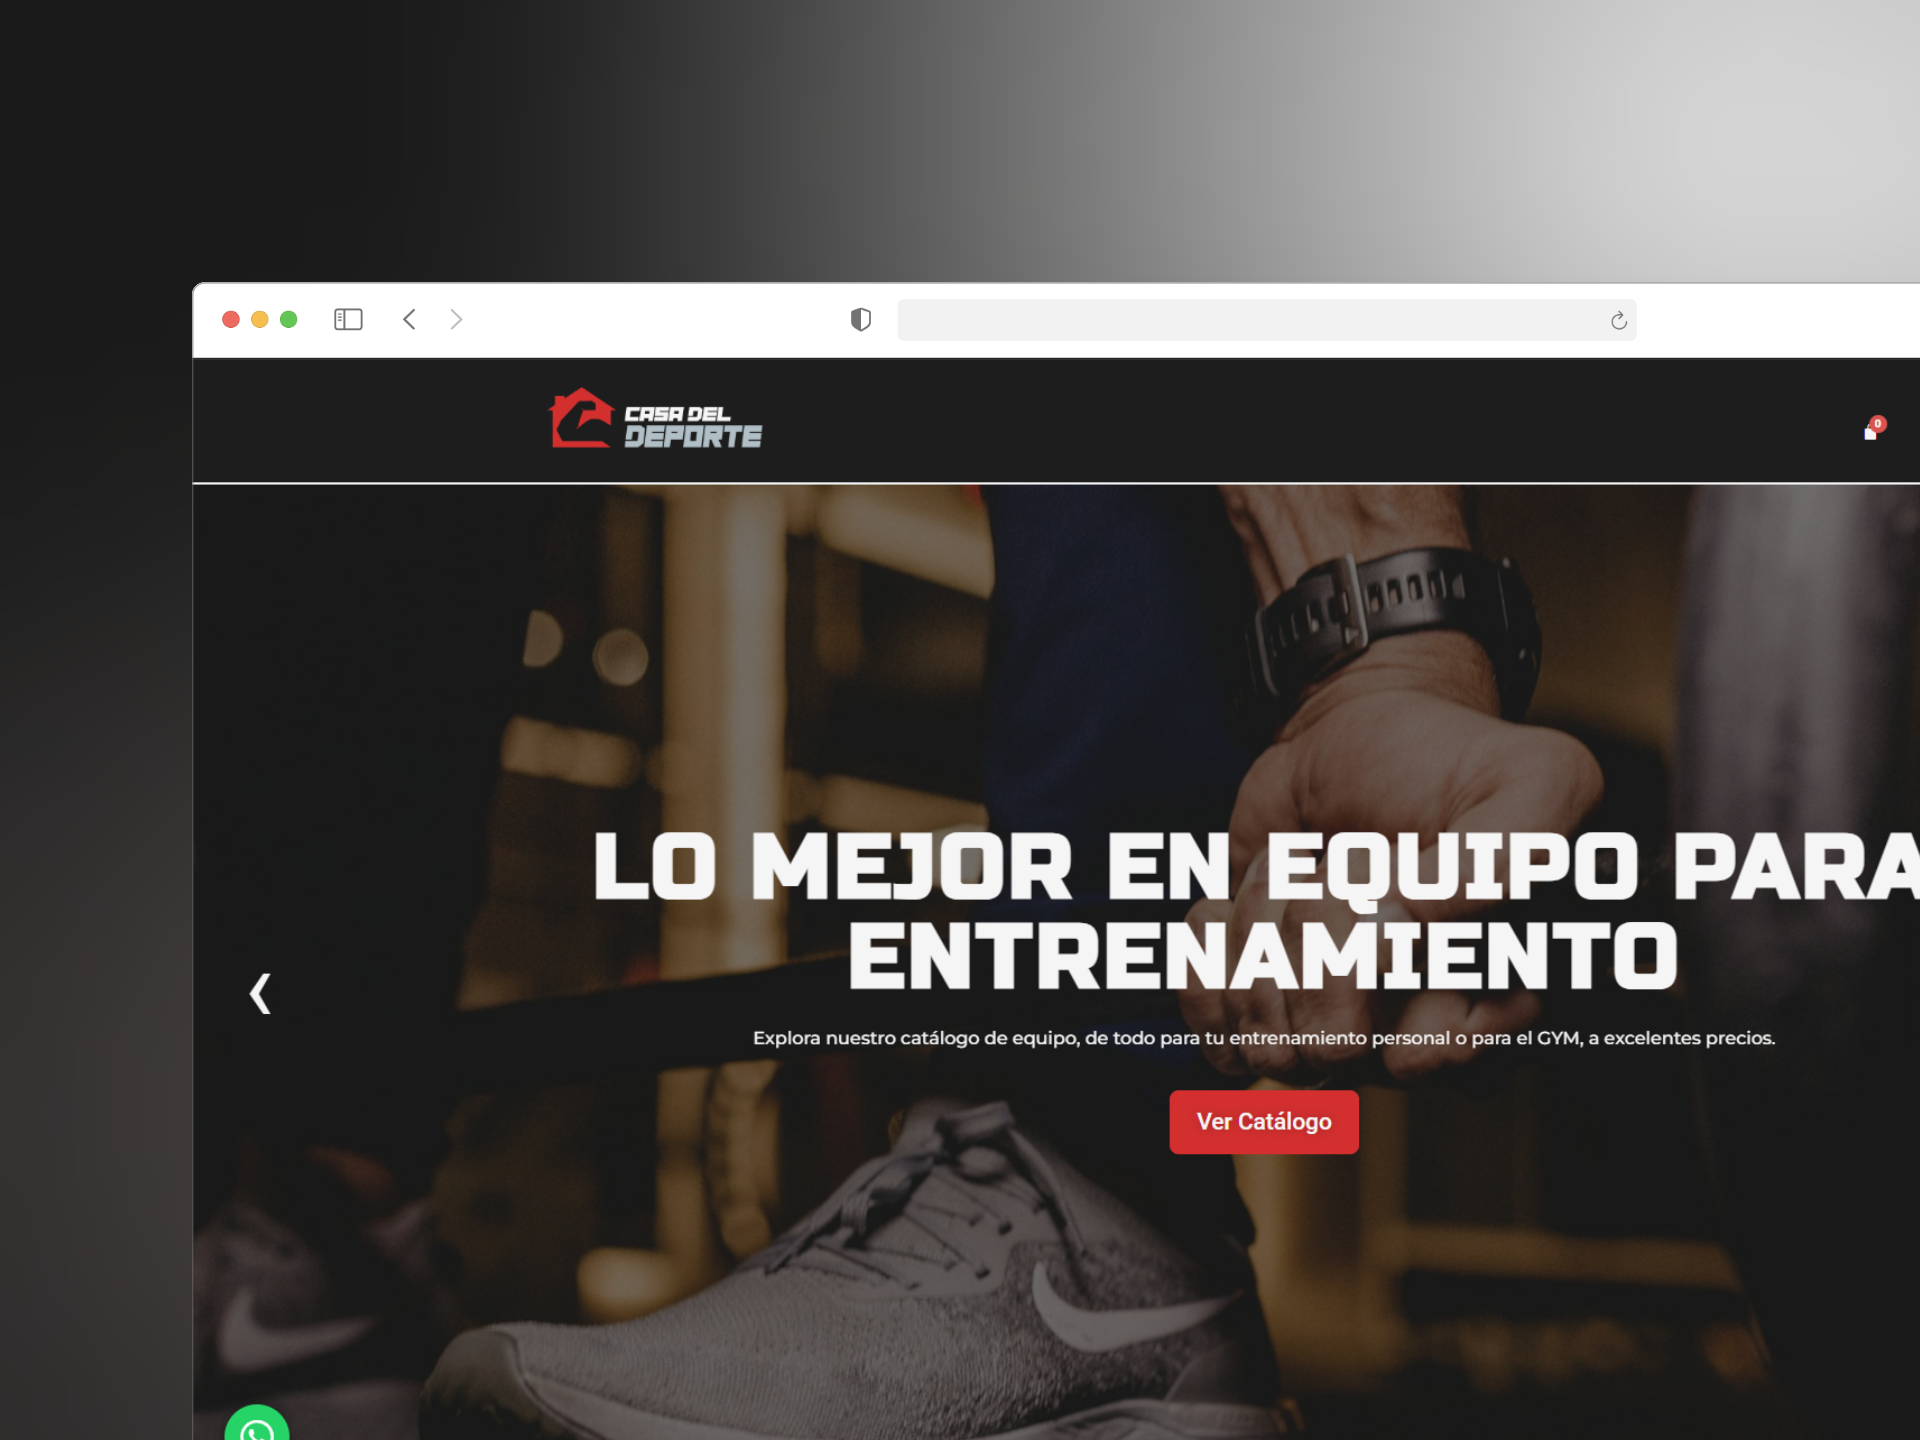 CASA DEL
DEPORTE
0
LO MEJOR EN EQUIPO PARA
ENTRENAMIENTO
Explora nuestro catálogo de equipo, de todo para tu entrenamiento personal o para el GYM, a excelentes precios.
Ver Catálogo